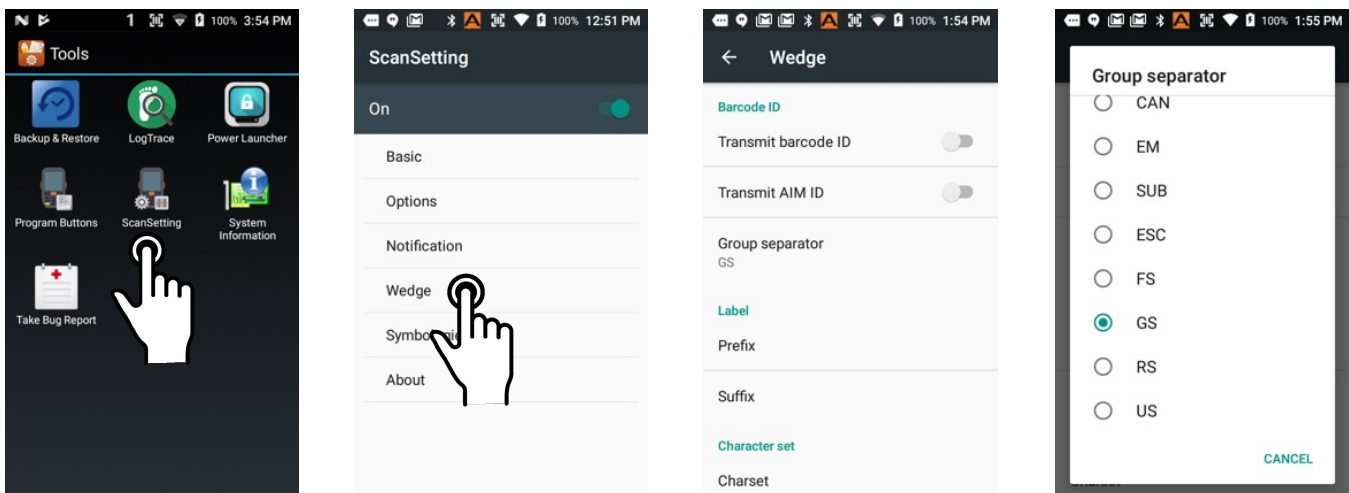 1 100% 3:54 PM
Tools
Backup & Restore LogTrace Power Launcher
Program Buttons ScanSetting System
Information
Take Bug Report
100% 12:51 PM
ScanSetting
On
Basic
Options
Notification
Wedge
About
100% 1:54 PM
Wedge
Barcode ID
Transmit barcode ID
Transmit AIM ID
Group separator
GS
Label
Prefix
Suffix
Character set
Charset
100% 1:55 PM
Group separator
CAN
EM
SUB
ESC
FS
GS
RS
US
CANCEL